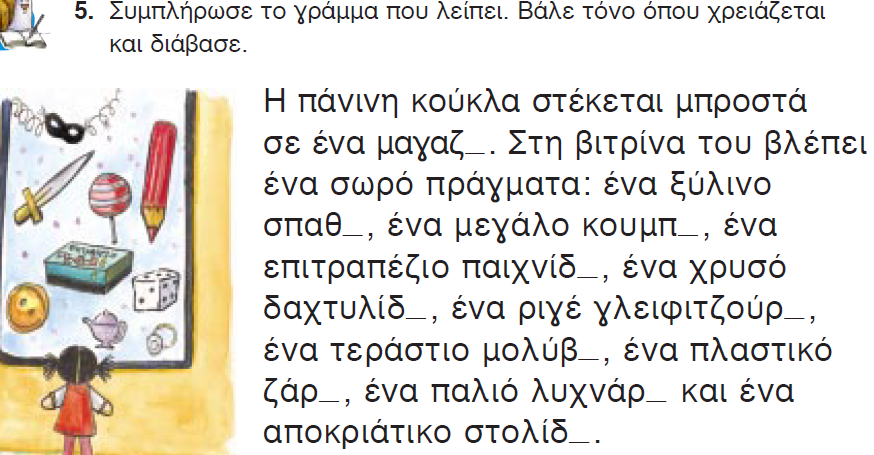 5. Συμπλήρωσε το γράμμα που λείπει. Βάλε τόνο όπου χρειάζεται
και διάβασε.
Η πάνινη κούκλα στέκεται μπροστά
σε ένα μαγαζ_. Στη βιτρίνα του βλέπει
ένα σωρό πράγματα: ένα ξύλινο
σπαθ_, ένα μεγάλο κουμπ_, ένα
επιτραπέζιο παιχνίδ_, ένα χρυσό
δαχτυλίδ_, ένα ριγέ γλειφιτζούρ_,
ένα τεράστιο μολύβ_, ένα πλαστικό
ζάρ_, ένα παλιό λυχνάρ_ και ένα
αποκριάτικο στολίδ_.